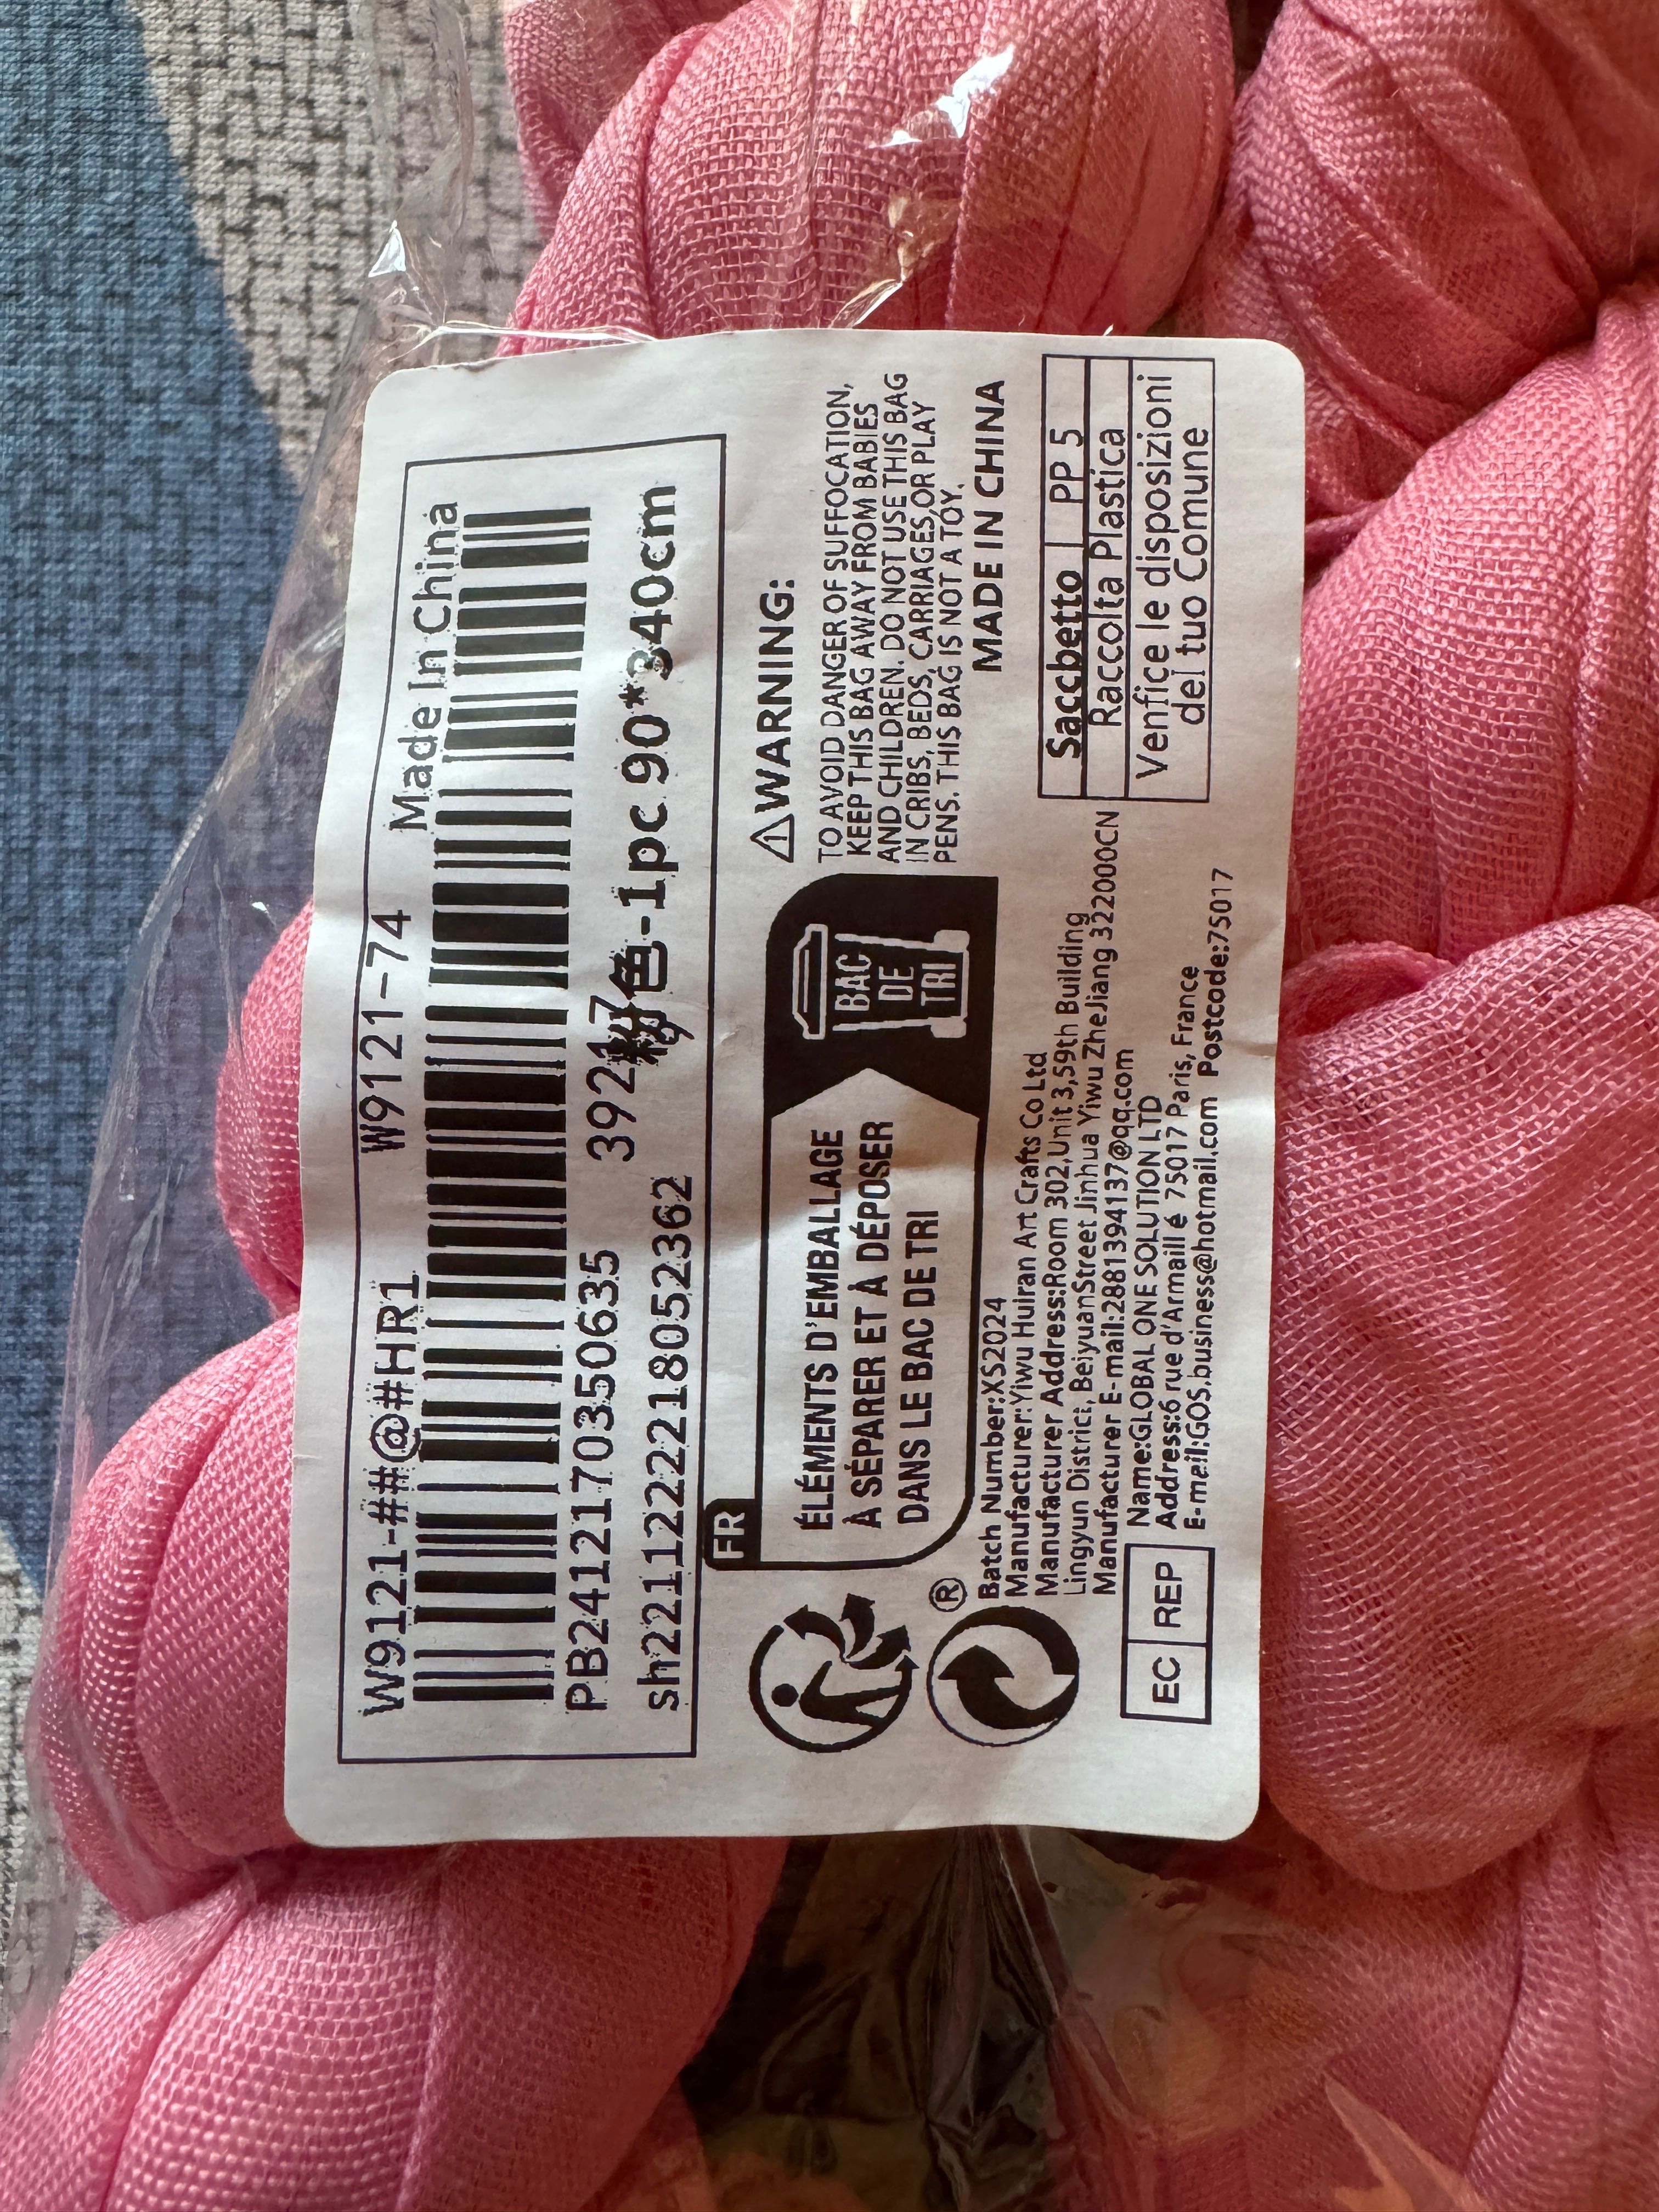 W9121-##@#HR1 W9121-74 Made In China
PB2412170350635 39217
sh2211222218052362 粉色-1pc 90*340cm
FR
ÉLÉMENTS D'EMBALLAGE
À SÉPARER ET À DÉPOSER
DANS LE BAC DE TRI
BAC
DE
TRI
⚠WARNING:
TO AVOID DANGER OF SUFFOCATION,
KEEP THIS BAG AWAY FROM BABIES
AND CHILDREN. DO NOT USE THIS BAG
IN CRIBS, BEDS, CARRIAGES,OR PLAY
PENS. THIS BAG IS NOT A TOY.
MADE IN CHINA
®
Batch Number:XS2024
Manufacturer:Yiwu Huiran Art Crafts Co Ltd
Manufacturer Address:Room 302,Unit 3,59th Building
Lingyun District, BeiyuanStreet Jinhua Yiwu ZheJiang 322000CN
Manufacturer E-mail:2881394137@qq.com
EC REP
Name:GLOBAL ONE SOLUTION LTD
Address:6 rue d'Armaill é 75017 Paris, France
E-mail:GOS.business@hotmail.com Postcode:75017
Saccbetto PP 5
Raccolta Plastica
Venfice le disposizioni
del tuo Comune